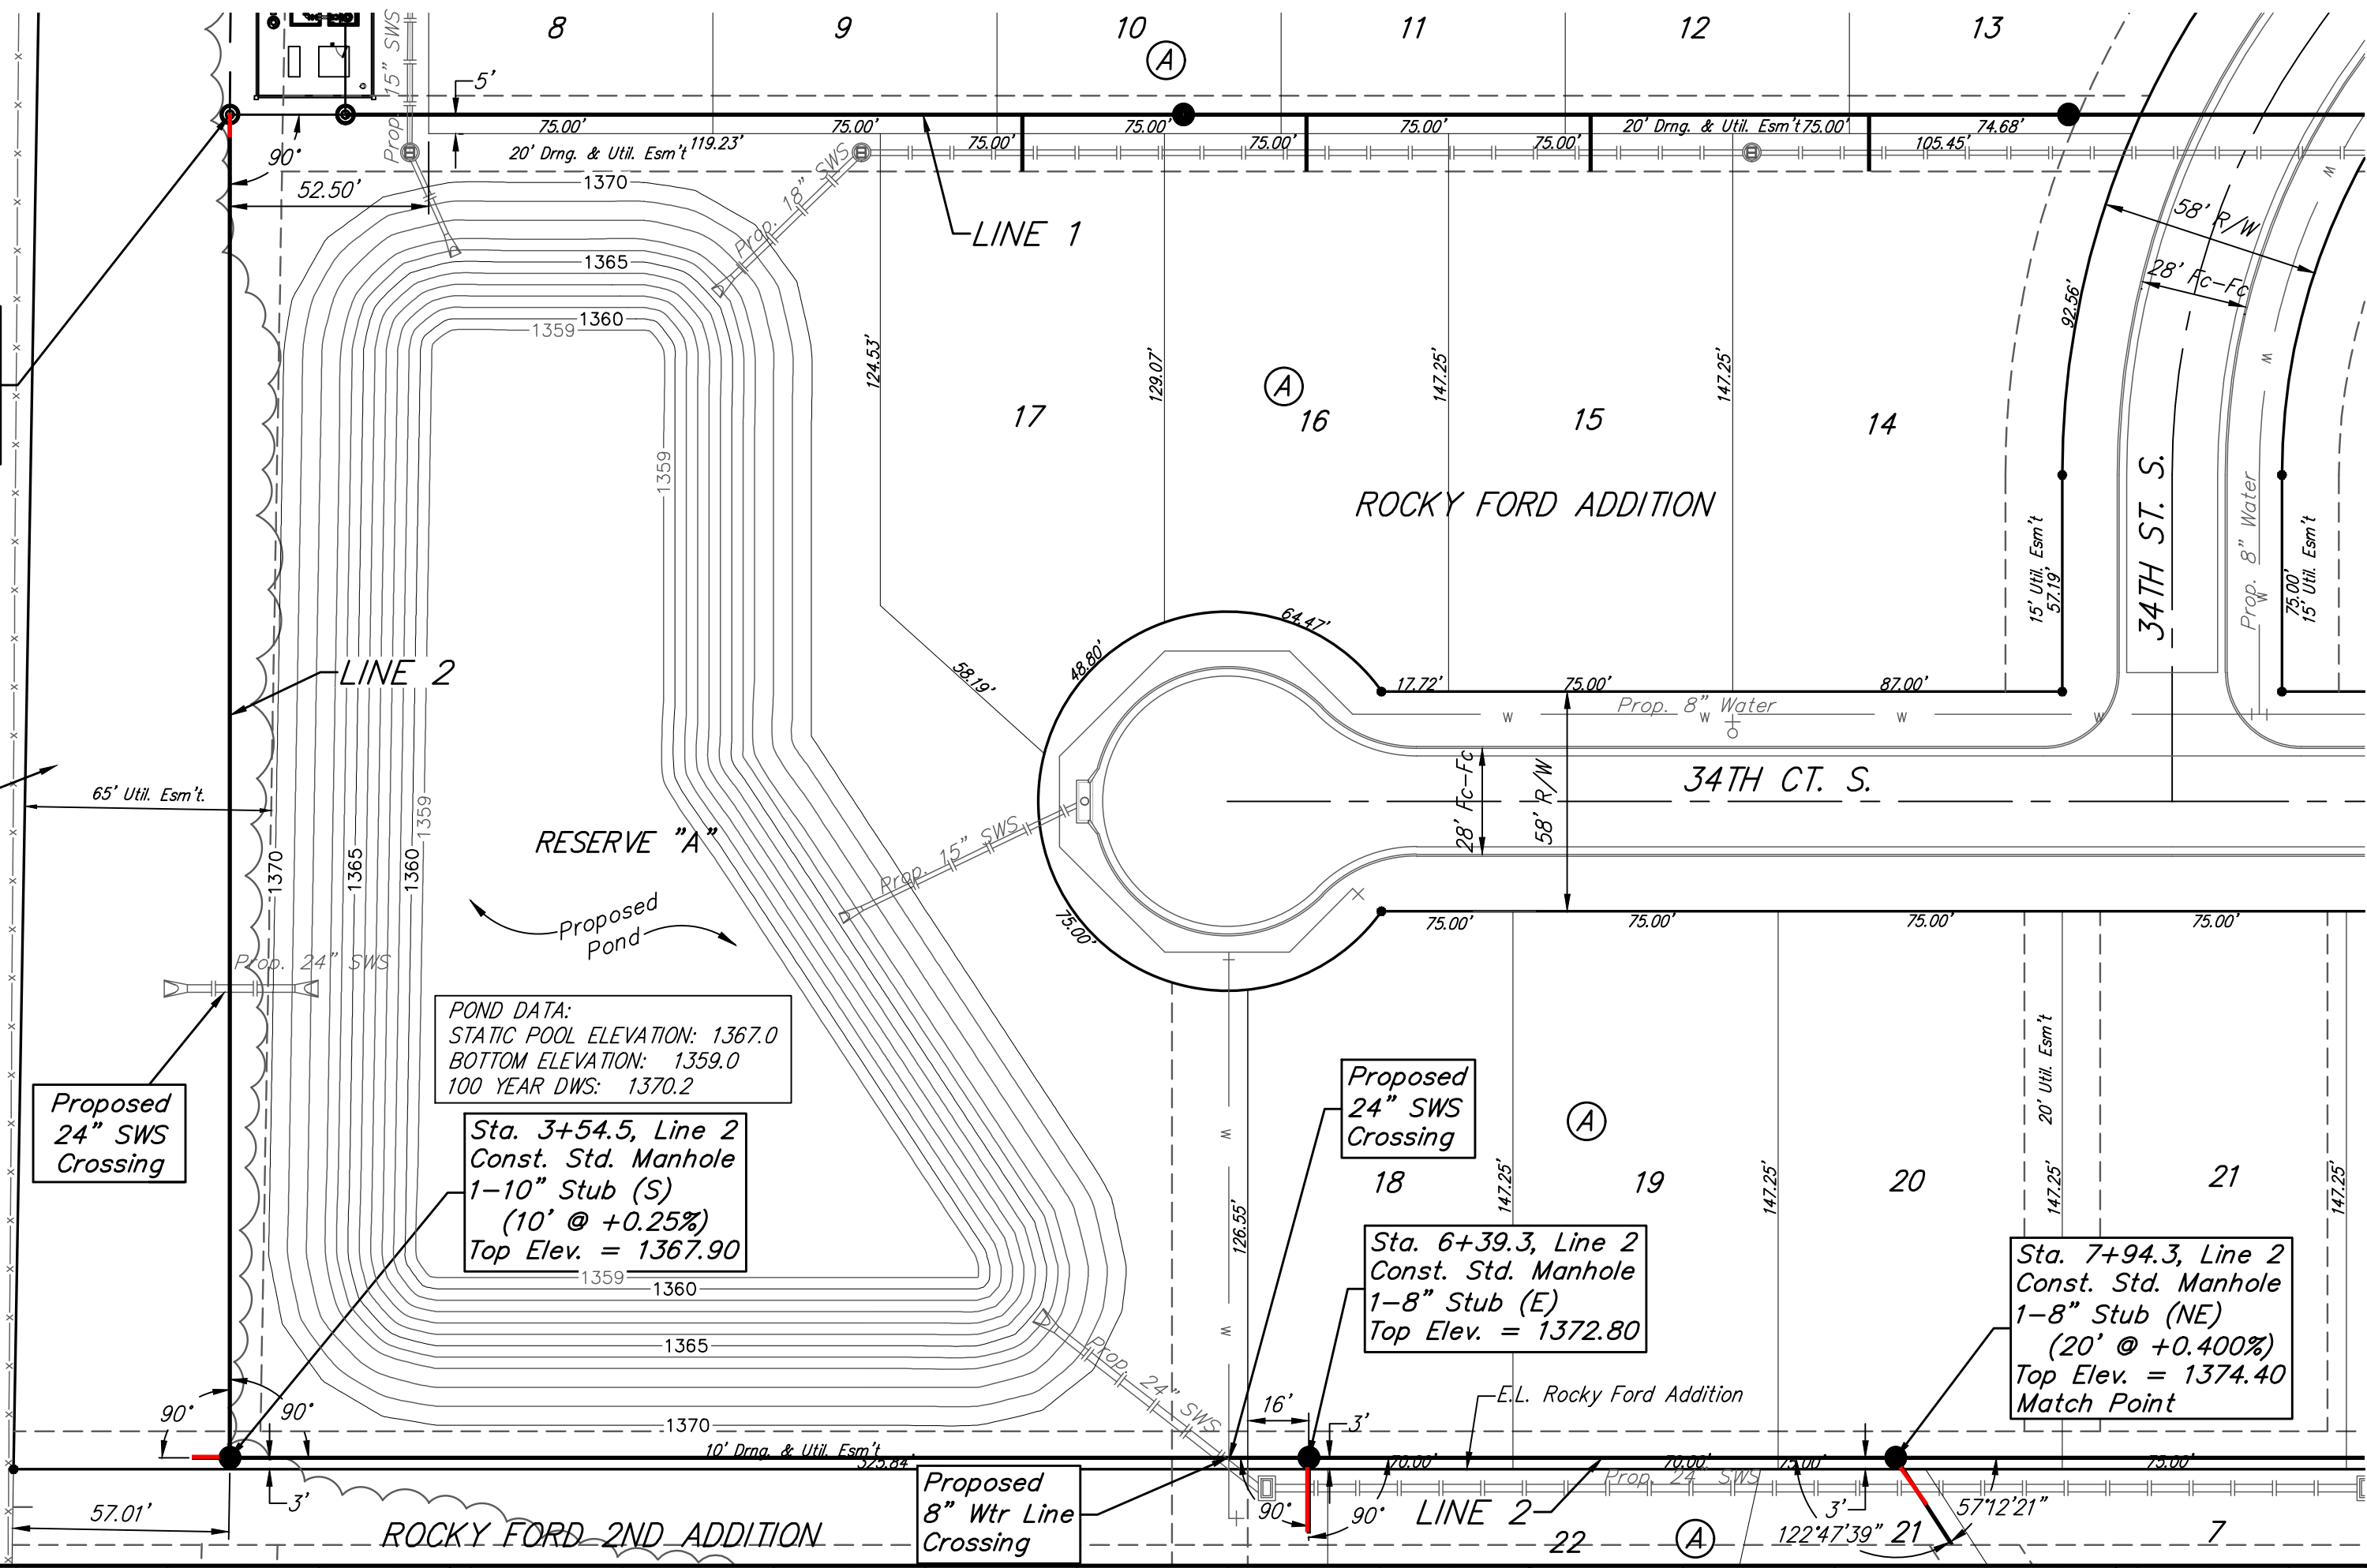 8
9
10
11
12
13
A
Prop. 15" SWS
5'
75.00'
75.00'
75.00'
75.00'
20' Drng. & Util. Esm't
75.00'
74.68'
20' Drng. & Util. Esm't
119.23'
75.00'
75.00'
75.00'
105.45'
90°
52.50'
1370
Prop. 18" SWS
LINE 1
58' R/W
28' Fc-Fc
W
1365
1360
1359
92.56'
W
124.53'
129.07'
147.25'
147.25'
A
17
16
15
14
1359
ROCKY FORD ADDITION
34TH ST. S.
15' Util. Esm't
57.19'
Prop. 8" Water
W
75.00'
15' Util. Esm't
LINE 2
58.19'
48.80'
64.47'
17.72'
75.00'
87.00'
Prop. 8" Water
W
W
W
W
65' Util. Esm't.
28' Fc-Fc
58' R/W
34TH CT. S.
1370
1365
1360
1359
RESERVE "A"
Prop. 15" SWS
Proposed
Pond
75.00'
75.00'
75.00'
75.00'
75.00'
Prop. 24" SWS
POND DATA:
STATIC POOL ELEVATION: 1367.0
BOTTOM ELEVATION: 1359.0
100 YEAR DWS: 1370.2
20' Util. Esm't
Proposed
24" SWS
Crossing
Proposed
24" SWS
Crossing
A
Sta. 3+54.5, Line 2
Const. Std. Manhole
1-10" Stub (S)
(10' @ +0.25%)
Top Elev. = 1367.90
W
18
19
20
21
126.55'
147.25'
147.25'
147.25'
147.25'
Sta. 6+39.3, Line 2
Const. Std. Manhole
1-8" Stub (E)
Top Elev. = 1372.80
Sta. 7+94.3, Line 2
Const. Std. Manhole
1-8" Stub (NE)
(20' @ +0.400%)
Top Elev. = 1374.40
Match Point
1359
1360
1365
1370
W
Prop. 24" SWS
16'
E.L. Rocky Ford Addition
90°
90°
3'
10' Drng. & Util. Esm't
325.84'
70.00'
70.00'
75.00'
75.00'
Prop. 24" SWS
3'
57.01'
Proposed
8" Wtr Line
Crossing
90°
90°
LINE 2
3'
57°12'21"
122°47'39"
ROCKY FORD 2ND ADDITION
22
A
21
7